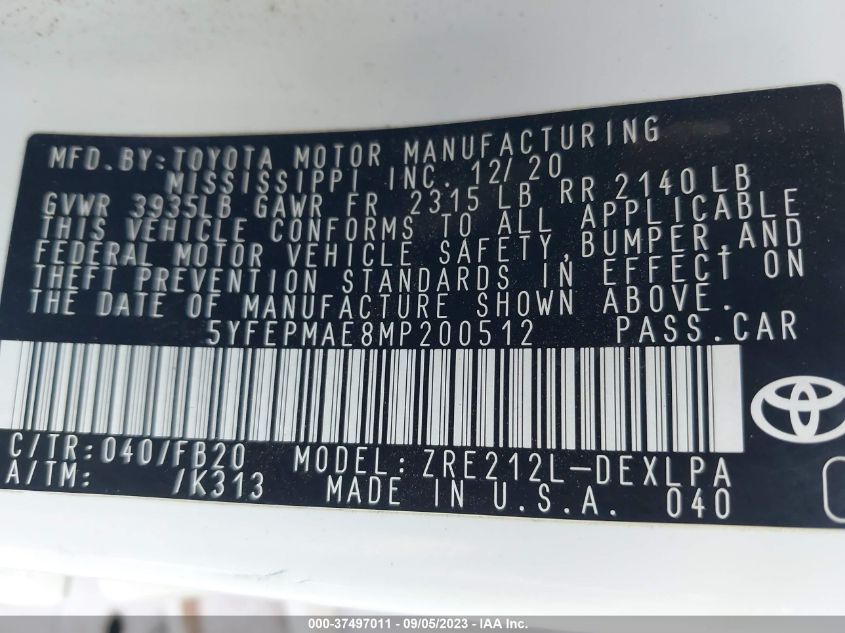 MFD.BY:TOYOTA MOTOR MANUFACTURING
MISSISSIPPI INC. 12/20
GVWR 3935LB GAWR FR 2315LB RR 2140LB
THIS VEHICLE CONFORMS TO ALL APPLICABLE
FEDERAL MOTOR VEHICLE SAFETY,BUMPER,AND
THEFT PREVENTION STANDARDS IN EFFECT ON
THE DATE OF MANUFACTURE SHOWN ABOVE.
5YFEPMAE8MP200512 PASS.CAR
C/TR:040/FB20 MODEL:ZRE212L-DEXLPA
A/TM: /K313 MADE IN U.S.A. 040
000-37497011 - 09/05/2023 - IAA Inc.